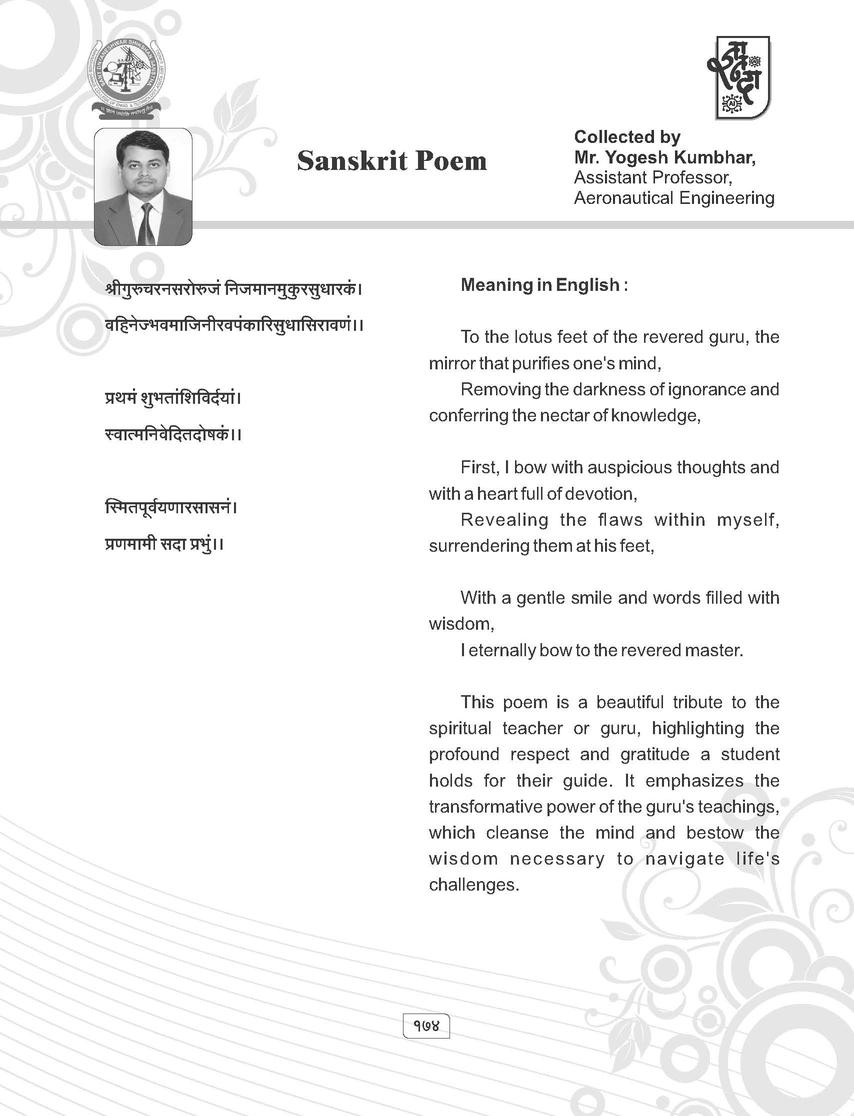 Sanskrit Poem
Collected by
Mr. Yogesh Kumbhar,
Assistant Professor,
Aeronautical Engineering
श्रीगुरुचरनसरोरुजं निजमानमुकुरसुधारकं।
वहिनेज्भवमाजिनीरवपंकारिसुधासिरावणं।।
प्रथमं शुभतांशिविर्दयां।
स्वात्मनिवेदितदोषकं।।
स्मितपूर्वयणारसासनं।
प्रणमामी सदा प्रभुं।।
Meaning in English :
To the lotus feet of the revered guru, the
mirror that purifies one's mind,
Removing the darkness of ignorance and
conferring the nectar of knowledge,
First, I bow with auspicious thoughts and
with a heart full of devotion,
Revealing the flaws within myself,
surrendering them at his feet,
With a gentle smile and words filled with
wisdom,
I eternally bow to the revered master.
This poem is a beautiful tribute to the
spiritual teacher or guru, highlighting the
profound respect and gratitude a student
holds for their guide. It emphasizes the
transformative power of the guru's teachings,
which cleanse the mind and bestow the
wisdom necessary to navigate life's
challenges.
१७४